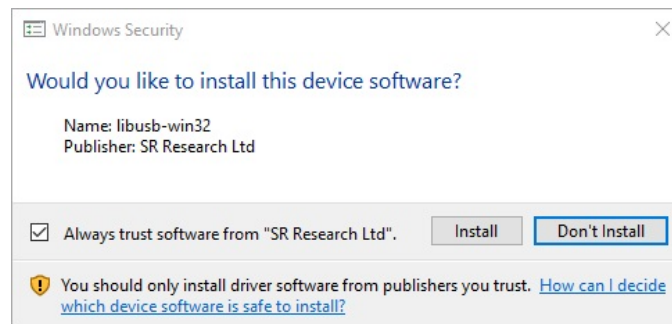 Windows Security
Would you like to install this device software?
Name: libusb-win32
Publisher: SR Research Ltd
Always trust software from "SR Research Ltd".
Install
Don't Install
You should only install driver software from publishers you trust. How can I decide
which device software is safe to install?